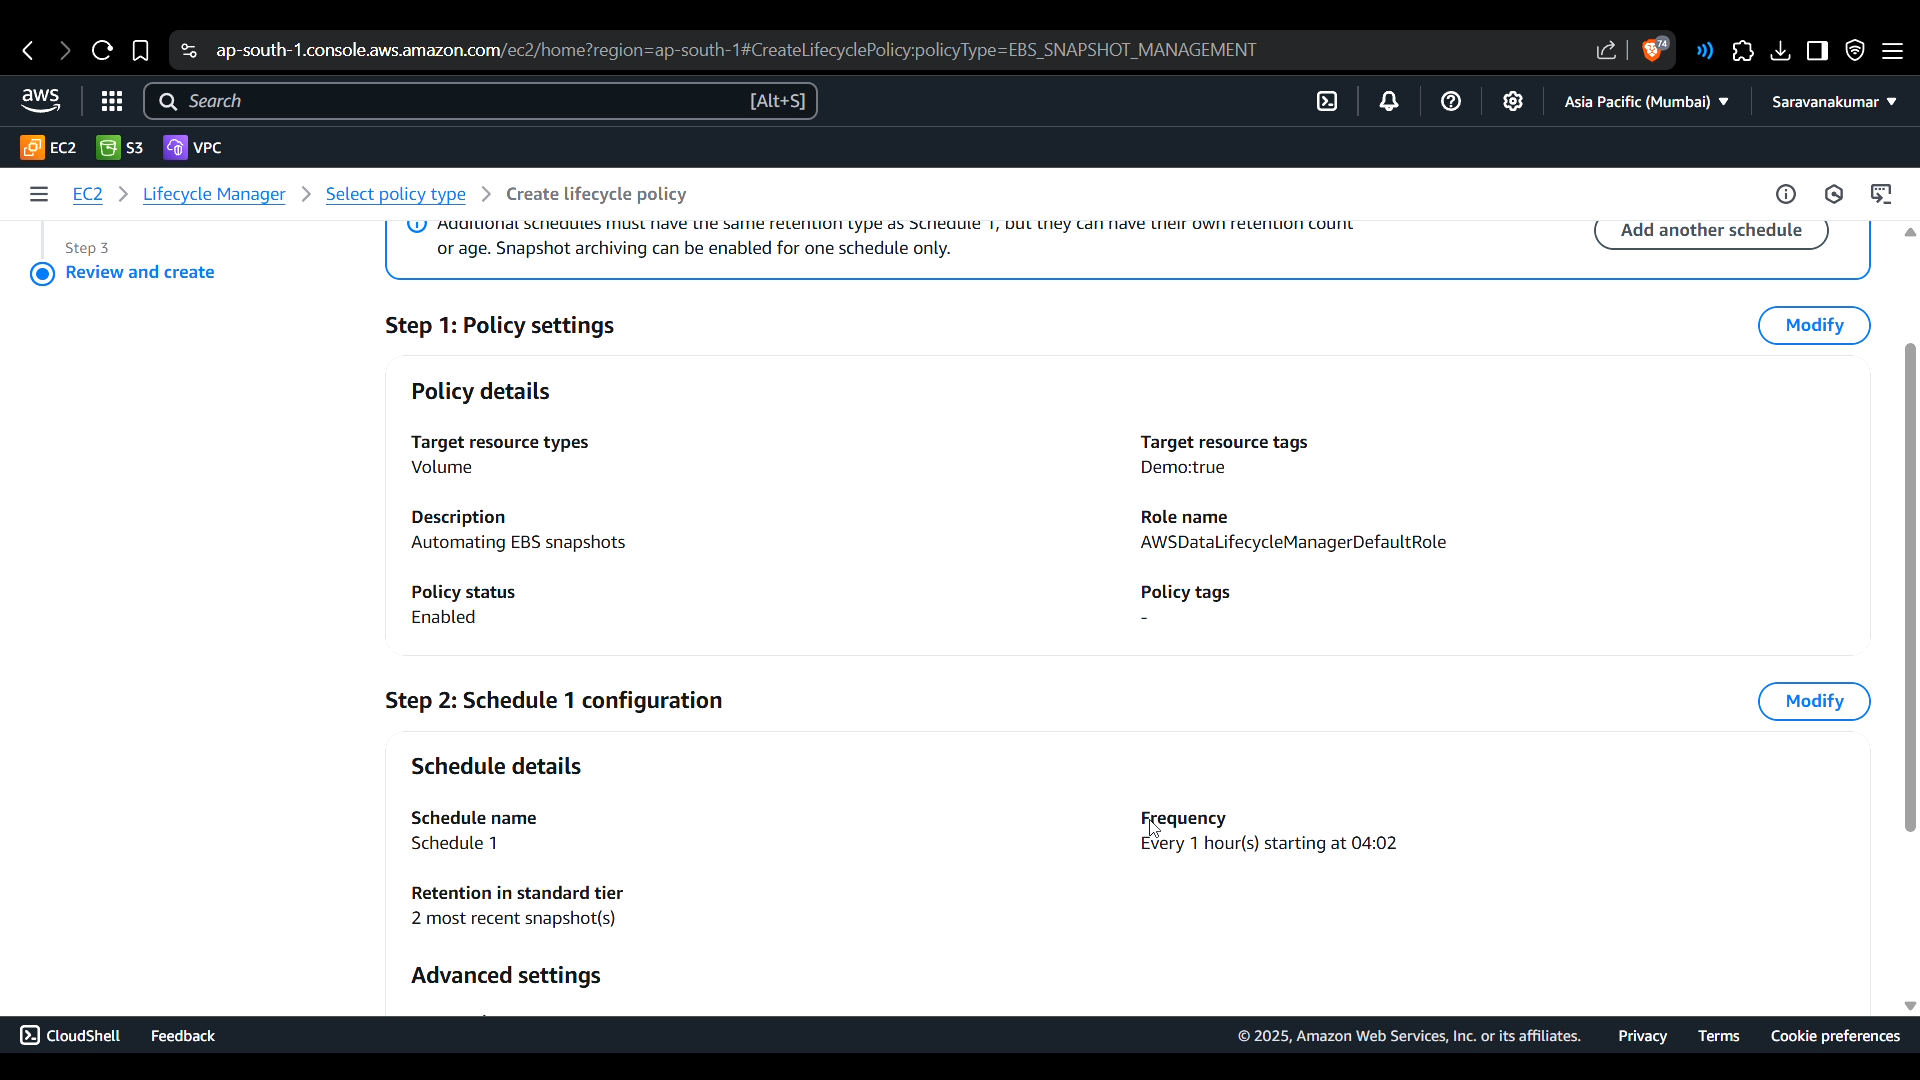 ap-south-1.console.aws.amazon.com/ec2/home?region=ap-south-1#CreateLifecyclePolicy:policyType=EBS_SNAPSHOT_MANAGEMENT
74
aws
Search
[Alt+S]
Asia Pacific (Mumbai)
Saravanakumar
EC2
S3
VPC
EC2
Lifecycle Manager
Select policy type
Create lifecycle policy
Additional schedules must have the same retention type as Schedule 1, but they can have their own retention count
or age. Snapshot archiving can be enabled for one schedule only.
Add another schedule
Step 3
Review and create
Step 1: Policy settings
Modify
Policy details
Target resource types
Volume
Target resource tags
Demo:true
Description
Automating EBS snapshots
Role name
AWSDataLifecycleManagerDefaultRole
Policy status
Enabled
Policy tags
-
Step 2: Schedule 1 configuration
Modify
Schedule details
Schedule name
Schedule 1
Frequency
Every 1 hour(s) starting at 04:02
Retention in standard tier
2 most recent snapshot(s)
Advanced settings
CloudShell
Feedback
© 2025, Amazon Web Services, Inc. or its affiliates.
Privacy
Terms
Cookie preferences